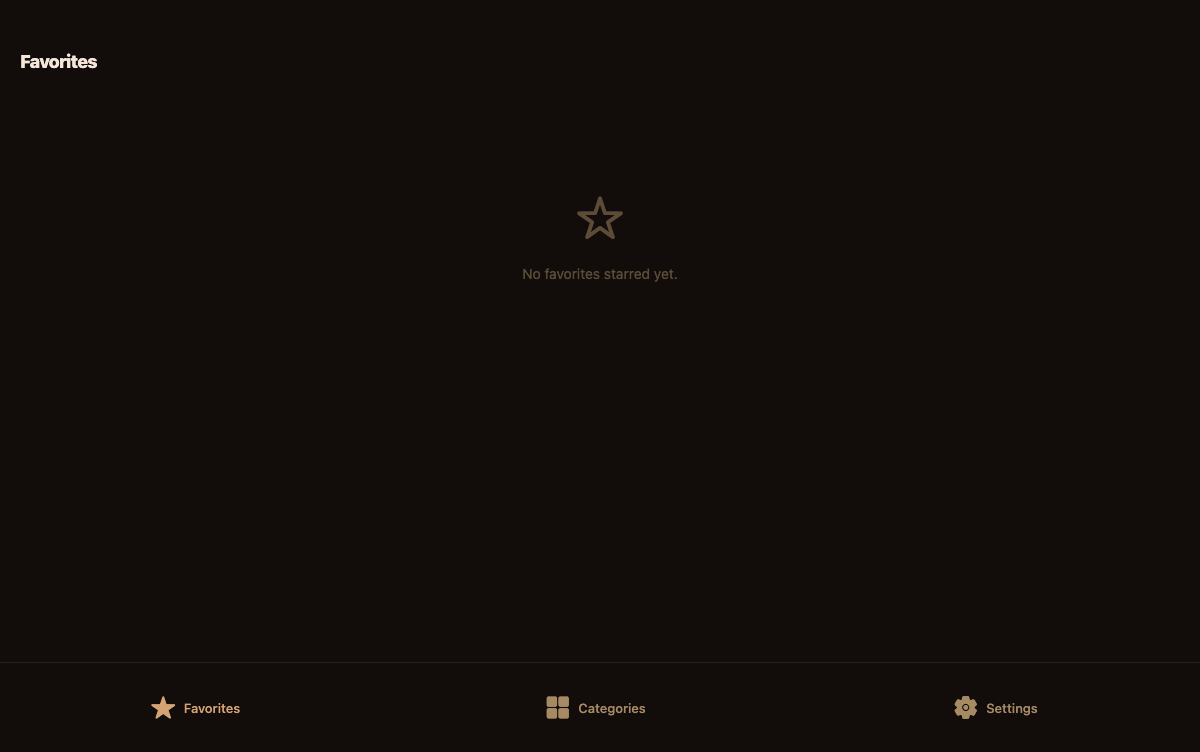 Favorites
No favorites starred yet.
Favorites
Categories
Settings